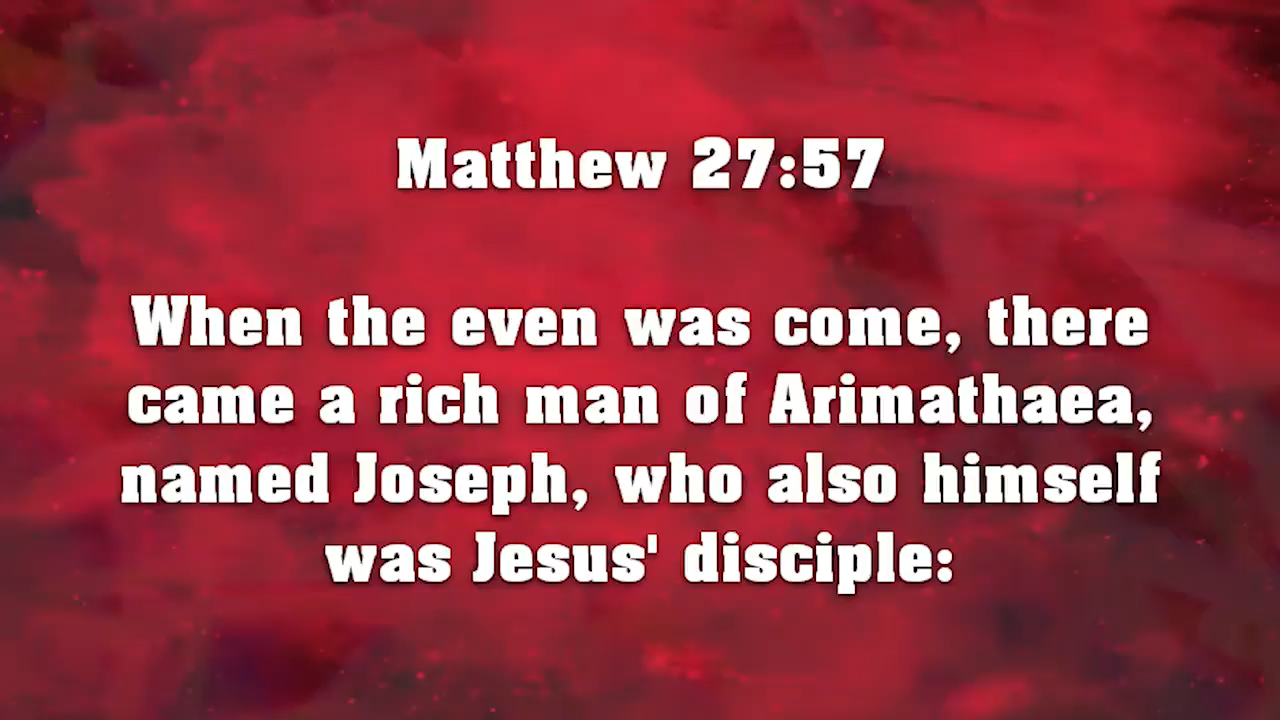 Matthew 27:57
When the even was come, there
came a rich man of Arimathaea,
named Joseph, who also himself
was Jesus' disciple: